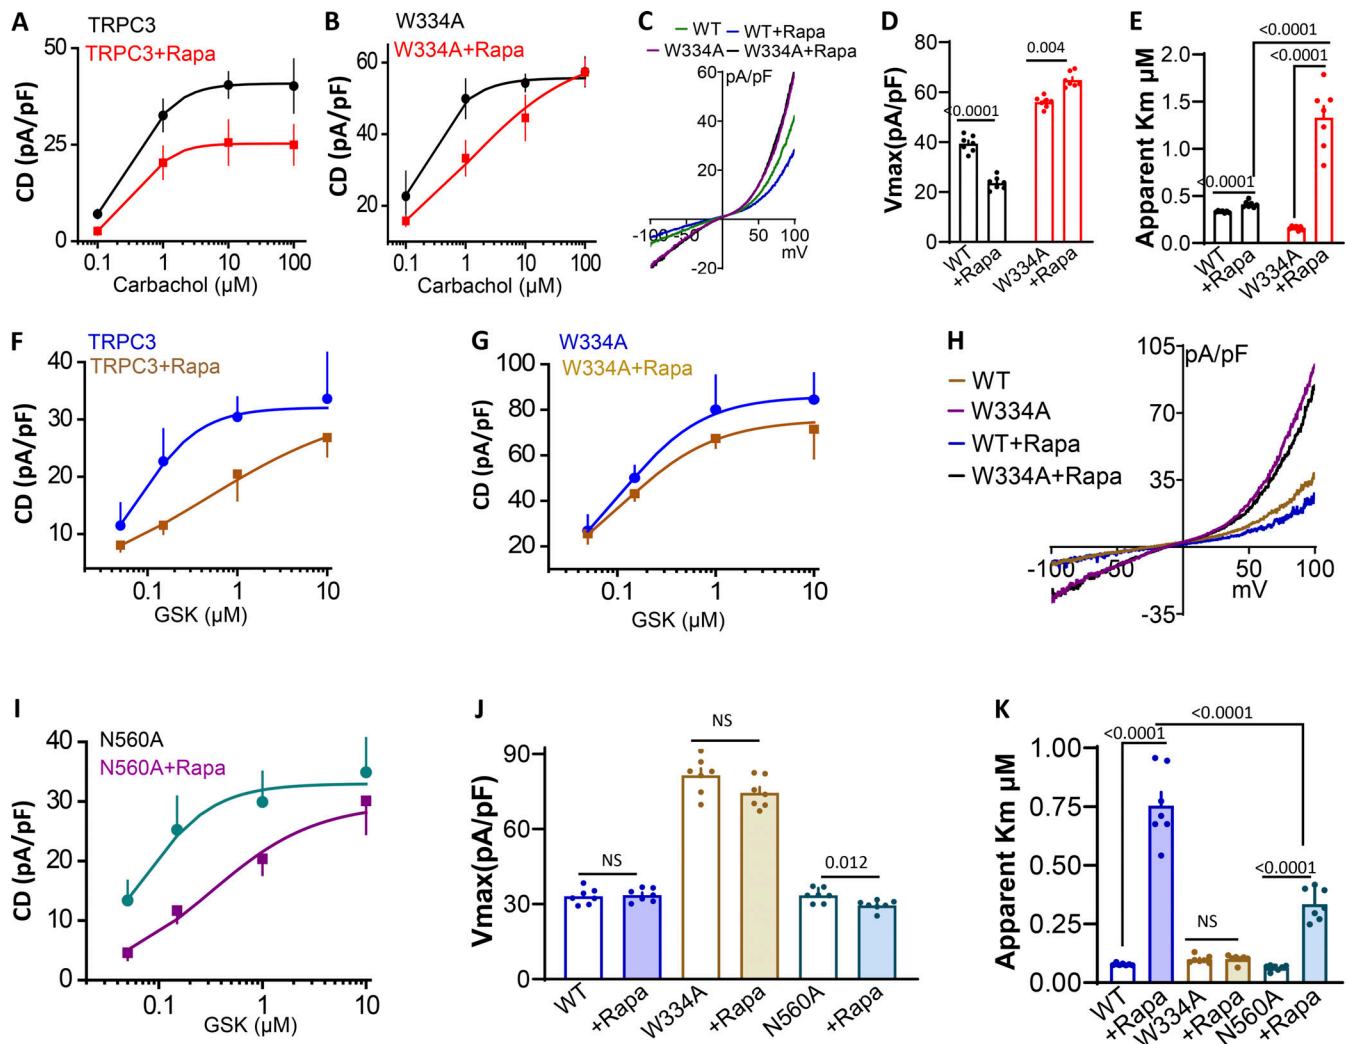 A
TRPC3
TRPC3+Rapa
CD (pA/pF)
50
25
0
0.1
1
10
100
Carbachol (µM)
B
W334A
W334A+Rapa
CD (pA/pF)
60
40
20
0.1
1
10
100
Carbachol (µM)
C
WT
WT+Rapa
W334A
W334A+Rapa
pA/pF
60
40
20
-20
-100
-50
50
100
mV
D
Vmax(pA/pF)
80
60
40
20
0
<0.0001
0.004
WT
+Rapa
W334A
+Rapa
E
Apparent Km µM
2.0
1.5
1.0
0.5
0.0
<0.0001
<0.0001
<0.0001
WT
+Rapa
W334A
+Rapa
F
TRPC3
TRPC3+Rapa
CD (pA/pF)
40
30
20
10
0.1
1
10
GSK (µM)
G
W334A
W334A+Rapa
CD (pA/pF)
100
80
60
40
20
0.1
1
10
GSK (µM)
H
WT
W334A
WT+Rapa
W334A+Rapa
pA/pF
105
70
35
-35
-100
-50
50
100
mV
I
N560A
N560A+Rapa
CD (pA/pF)
40
30
20
10
0
0.1
1
10
GSK (µM)
J
Vmax(pA/pF)
90
60
30
0
NS
NS
0.012
WT
+Rapa
W334A
+Rapa
N560A
+Rapa
K
Apparent Km µM
1.00
0.75
0.50
0.25
0.00
<0.0001
<0.0001
NS
<0.0001
WT
+Rapa
W334A
+Rapa
N560A
+Rapa